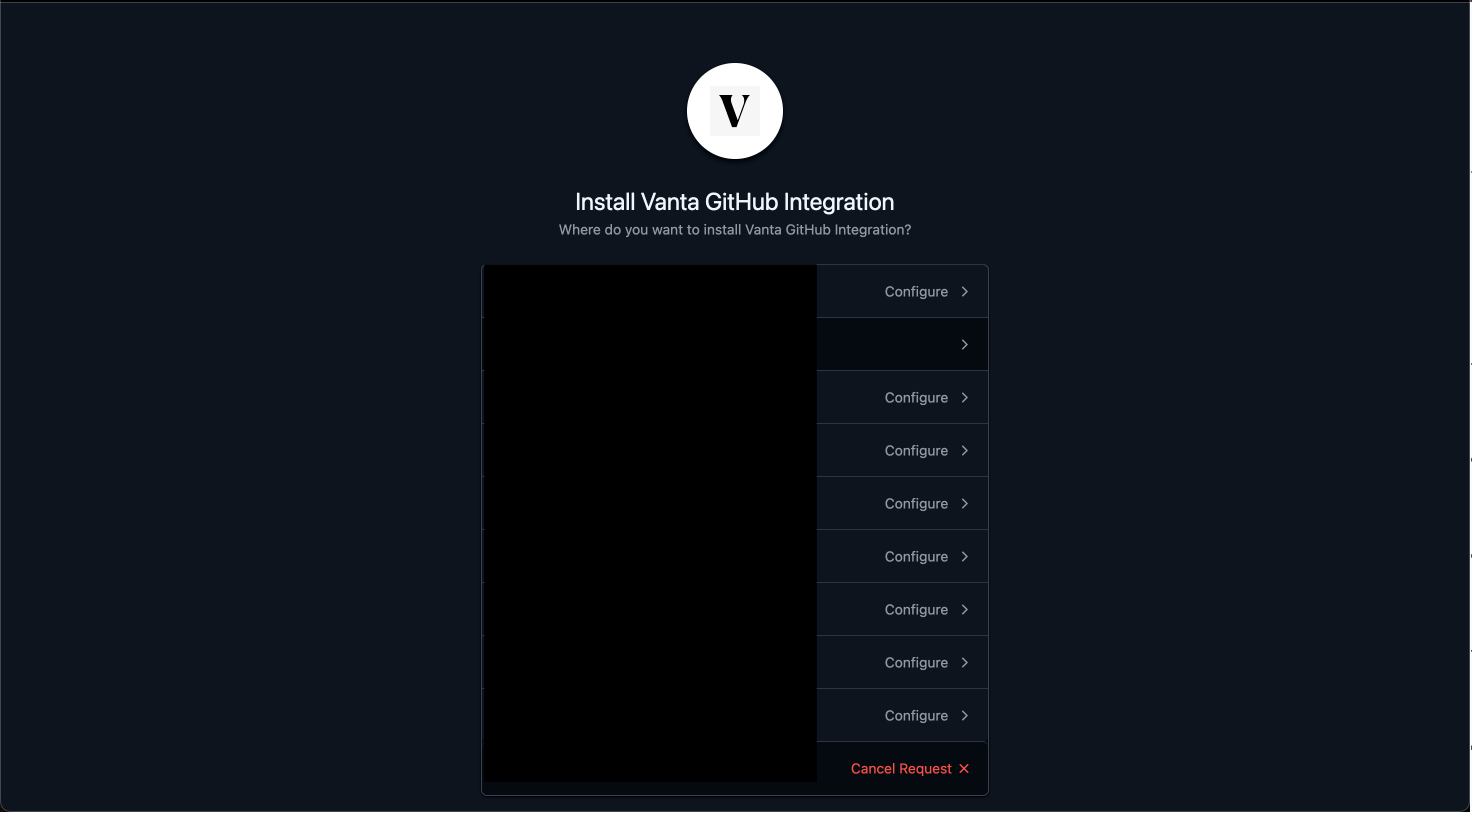 V
Install Vanta GitHub Integration
Where do you want to install Vanta GitHub Integration?
Configure
Configure
Configure
Configure
Configure
Configure
Configure
Configure
Cancel Request